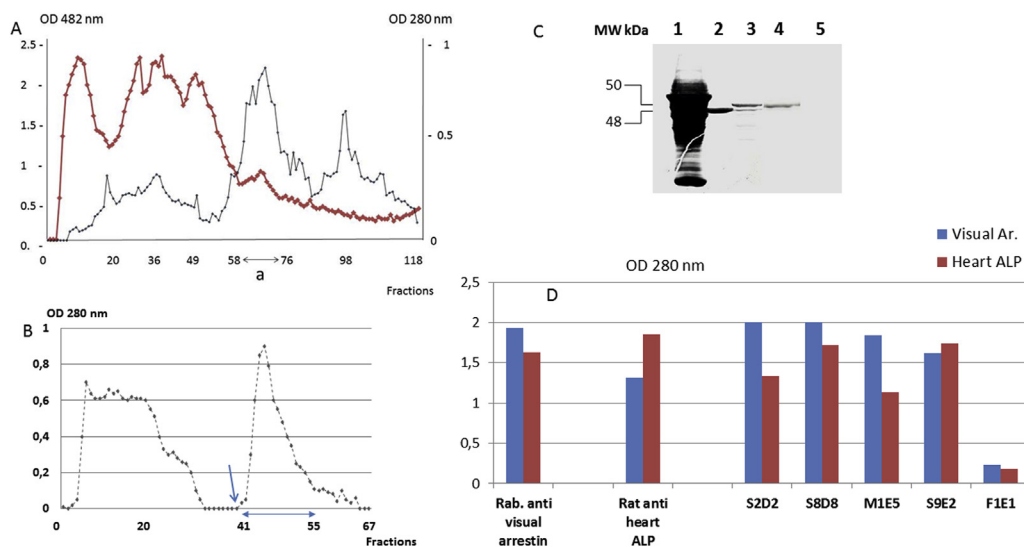 A
OD 482 nm
OD 280 nm
2.5 -
2 -
1.5 -
1 -
0.5 -
0. -
- 1
- 0.5
- 0
0
20
36
58
76
98
118
a
Fractions
B
OD 280 nm
1
0,8
0,6
0,4
0,2
0
0
20
41
55
67
Fractions
C
MW kDa
1 2 3 4 5
50
48
Visual Ar.
Heart ALP
OD 280 nm
D
2,5
2
1,5
1
0,5
0
Rab. anti visual arrestin
Rat anti heart ALP
S2D2
S8D8
M1E5
S9E2
F1E1